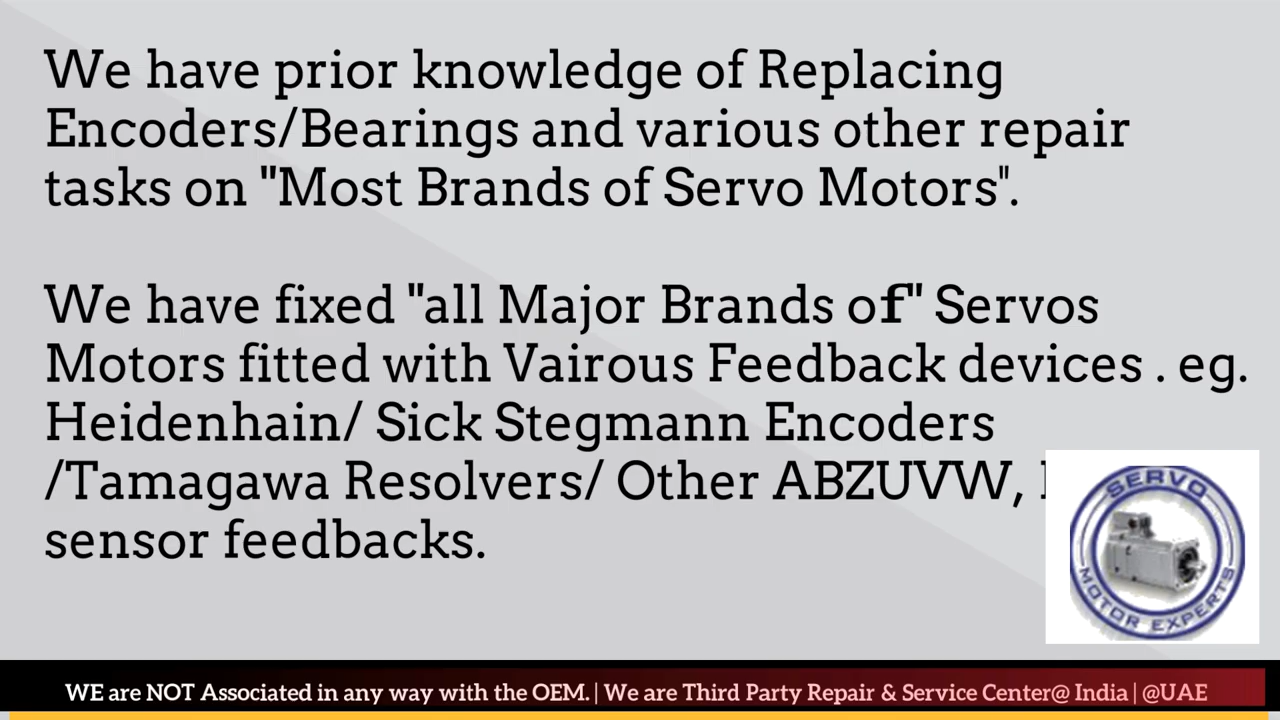 We have prior knowledge of Replacing
Encoders/Bearings and various other repair
tasks on "Most Brands of Servo Motors".
We have fixed "all Major Brands of" Servos
Motors fitted with Vairous Feedback devices . eg.
Heidenhain/ Sick Stegmann Encoders
/Tamagawa Resolvers/ Other ABZUVW,
sensor feedbacks.
SERVO
MOTOR EXPERTS
WE are NOT Associated in any way with the OEM. | We are Third Party Repair & Service Center@ India | @UAE